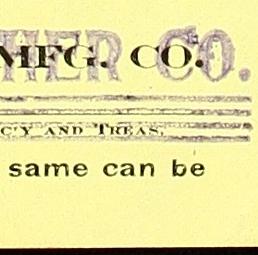 MFG. CO.
C'Y AND TREAS.
same can be